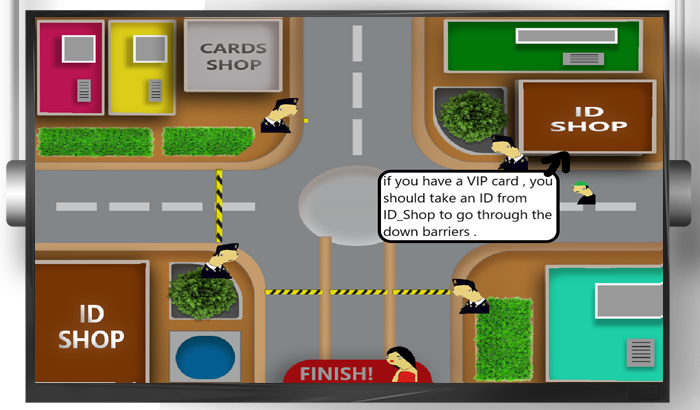 CARDS
SHOP
ID
SHOP
if you have a VIP card , you
should take an ID from
ID_Shop to go through the
down barriers .
ID
SHOP
FINISH!